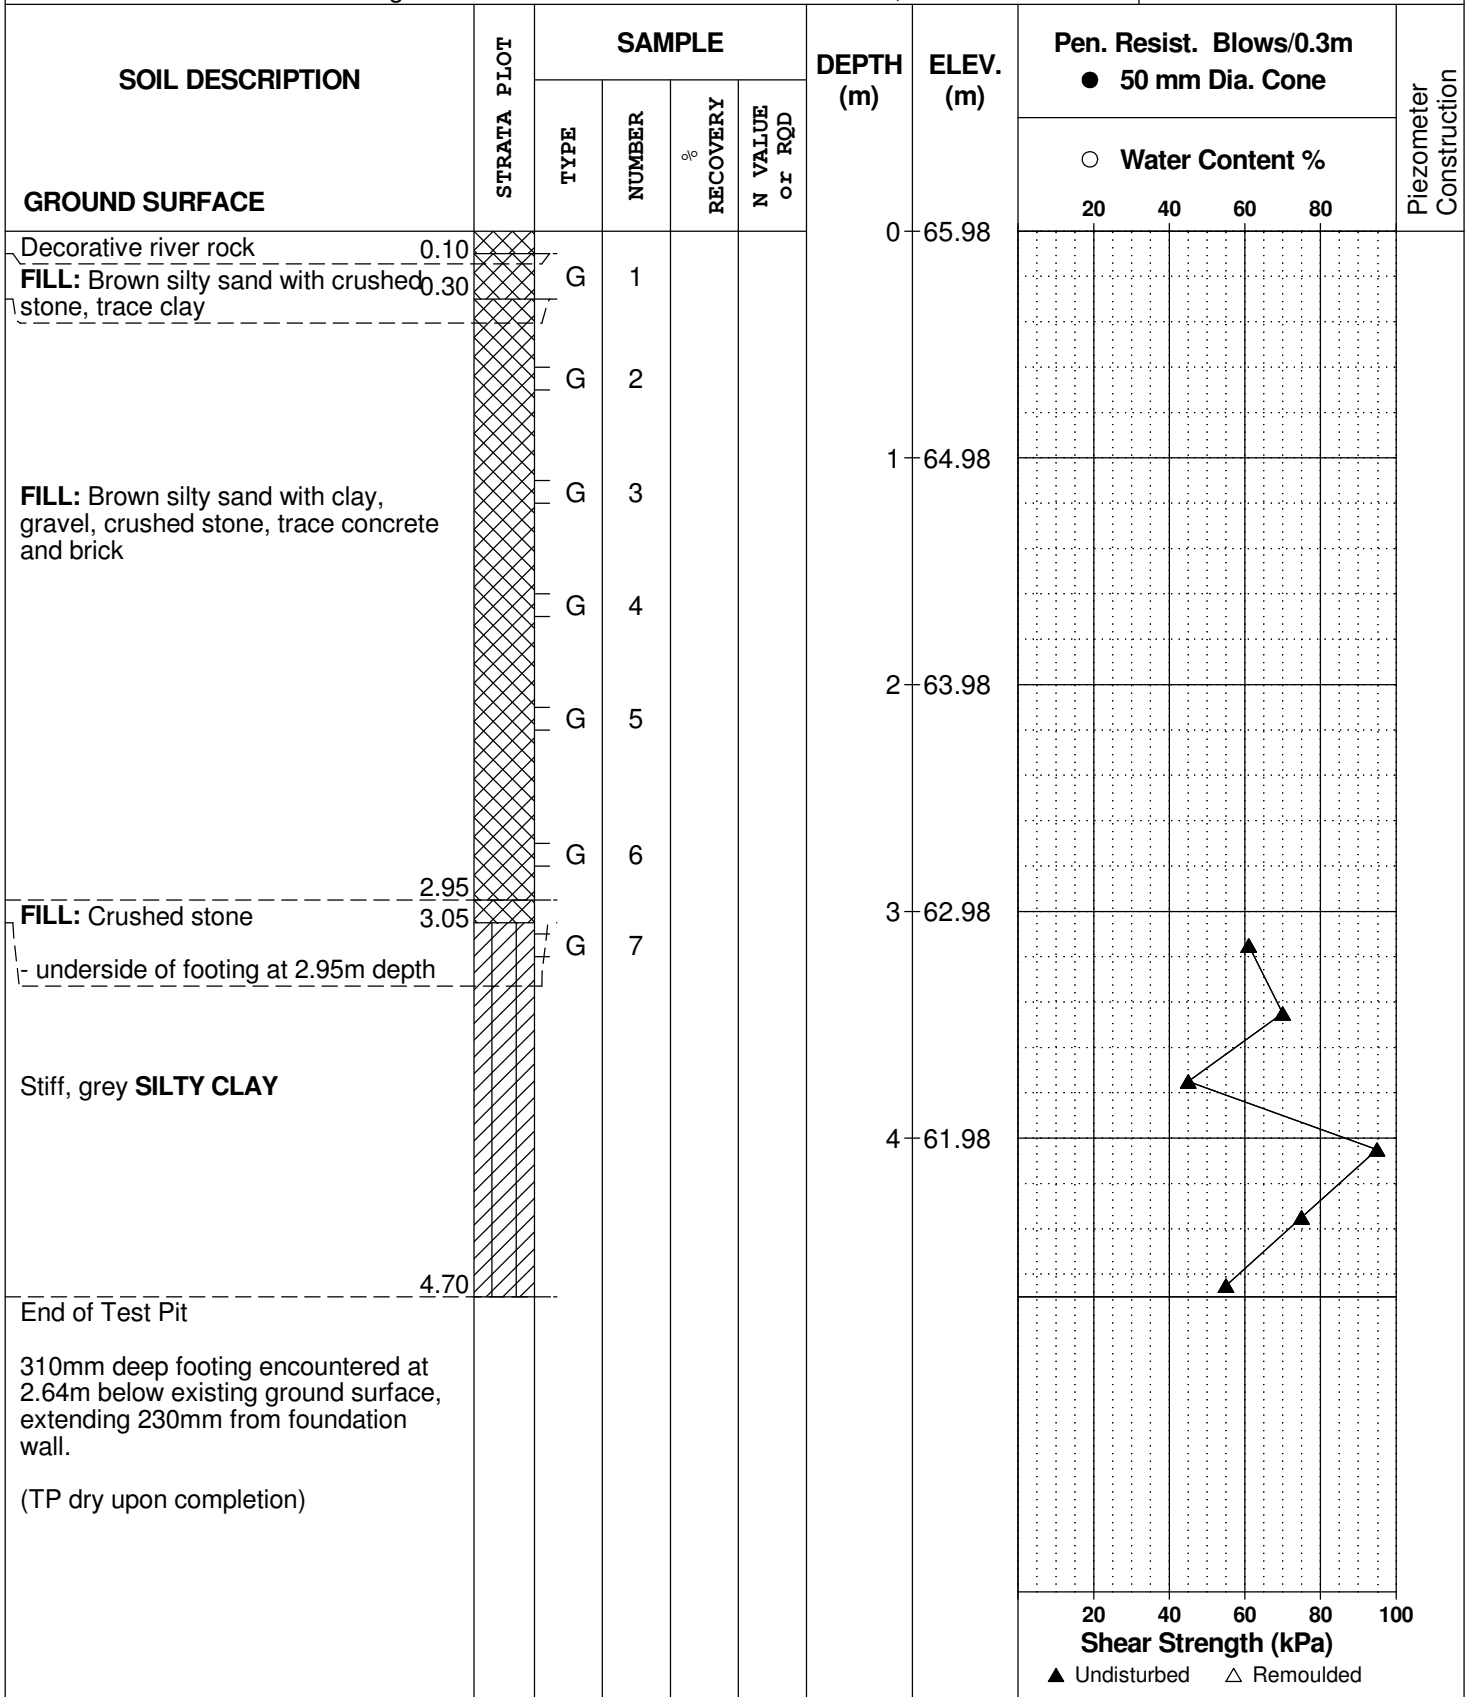 SOIL DESCRIPTION
GROUND SURFACE
STRATA PLOT
SAMPLE
TYPE
NUMBER
%
RECOVERY
N VALUE
or RQD
DEPTH
(m)
ELEV.
(m)
Pen. Resist. Blows/0.3m
● 50 mm Dia. Cone
○ Water Content %
20 40 60 80
Piezometer
Construction
0 65.98
Decorative river rock 0.10
FILL: Brown silty sand with crushed 0.30
stone, trace clay
G 1
G 2
1 64.98
FILL: Brown silty sand with clay,
gravel, crushed stone, trace concrete
and brick
G 3
G 4
2 63.98
G 5
G 6
2.95
FILL: Crushed stone 3.05
3 62.98
G 7
- underside of footing at 2.95m depth
Stiff, grey SILTY CLAY
4 61.98
4.70
End of Test Pit
310mm deep footing encountered at
2.64m below existing ground surface,
extending 230mm from foundation
wall.
(TP dry upon completion)
20 40 60 80 100
Shear Strength (kPa)
▲ Undisturbed △ Remoulded